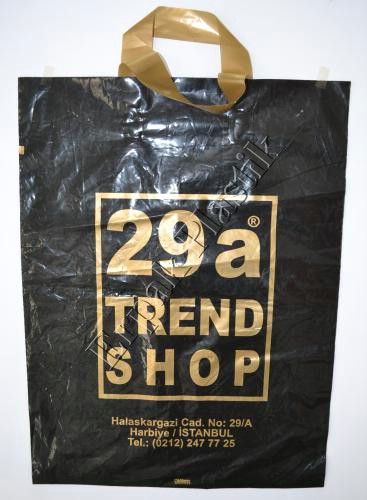 29a®
TREND
SHOP
Halaskargazi Cad. No: 29/A
Harbiye / İSTANBUL
Tel.: (0212) 247 77 25